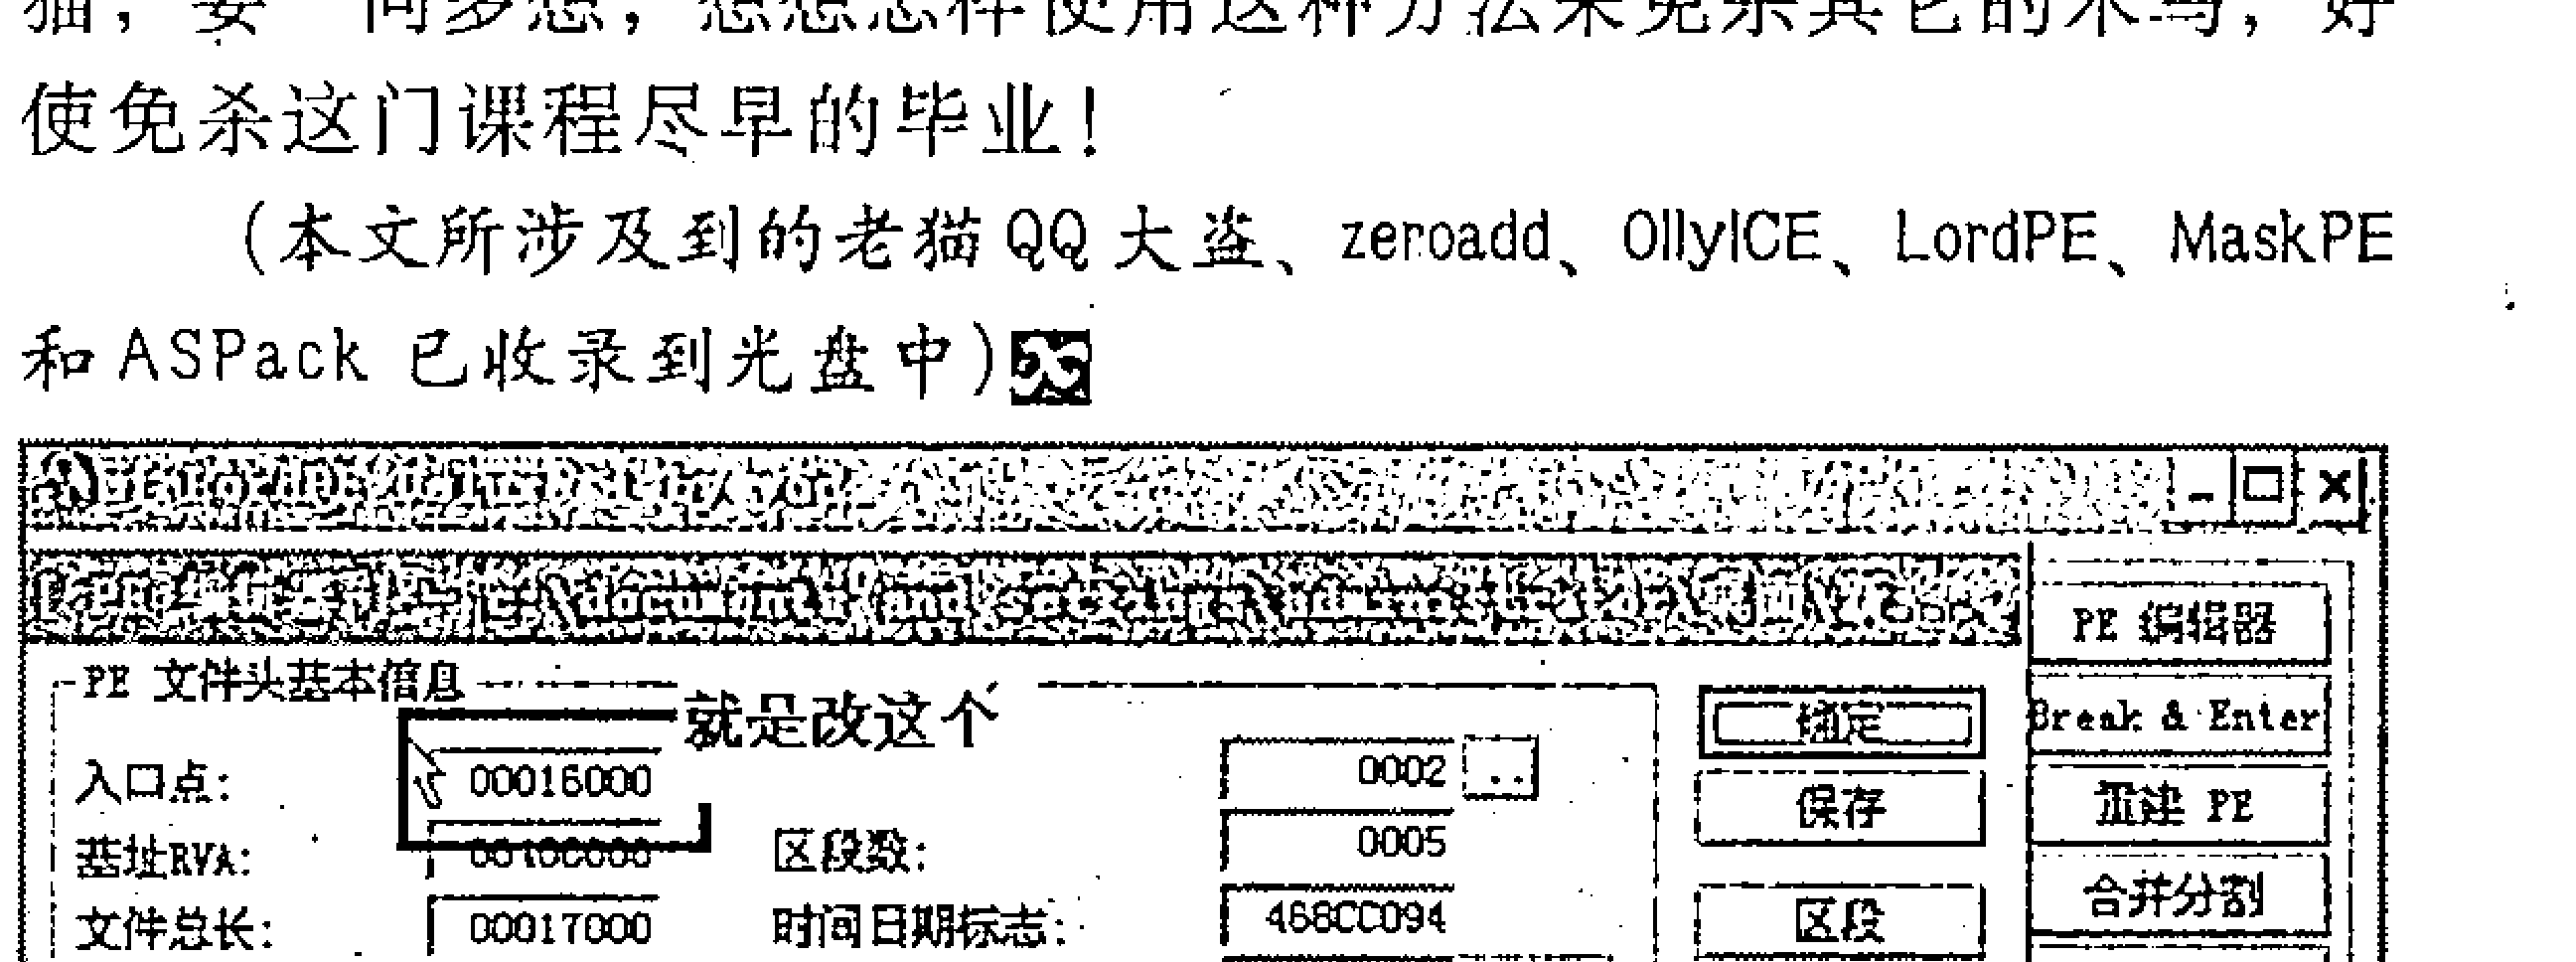 使免杀这门课程尽早的毕业!
(本文所涉及到的老猫QQ大盗、zeroadd、OllyICE、LordPE、MaskPE
和ASPack 已收录到光盘中)
PE 编辑器
PE 文件头基本信息
就是改这个
确定
Break & Enter
入口点: 00016000 0002 ..
保存
重建 PE
基址RVA: 区段数: 0005
合并分割
文件总长: 00017000 时间日期标志: 468CC094
区段